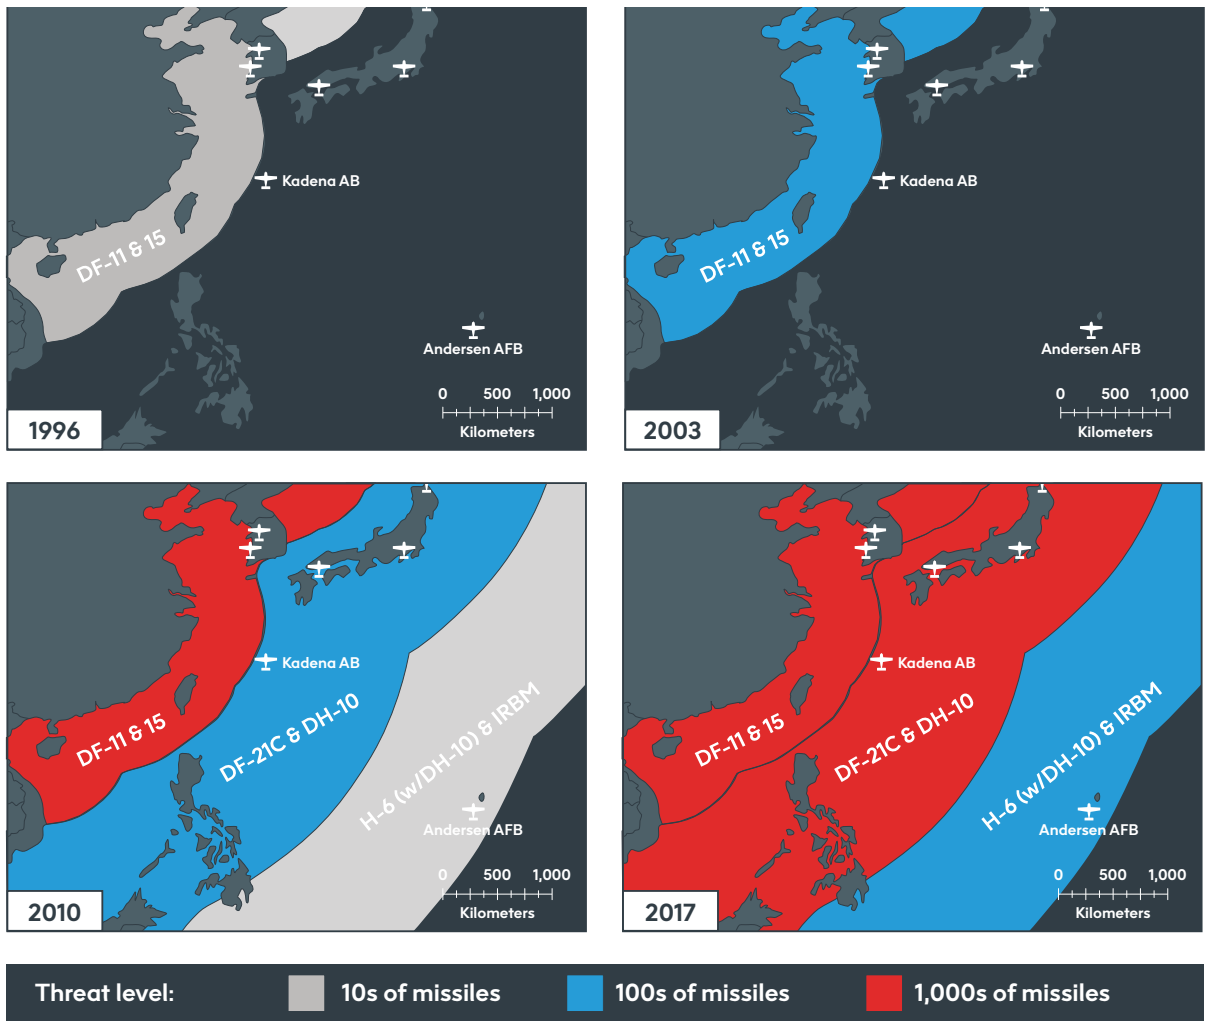 Kadena AB
DF-11 & 15
Andersen AFB
0 500 1,000
Kilometers
1996
Kadena AB
DF-11 & 15
Andersen AFB
0 500 1,000
Kilometers
2003
Kadena AB
DF-11 & 15
DF-21C & DH-10
H-6 (w/DH-10) & IRBM
Andersen AFB
0 500 1,000
Kilometers
2010
Kadena AB
DF-11 & 15
DF-21C & DH-10
H-6 (w/DH-10) & IRBM
Andersen AFB
0 500 1,000
Kilometers
2017
Threat level: 10s of missiles 100s of missiles 1,000s of missiles